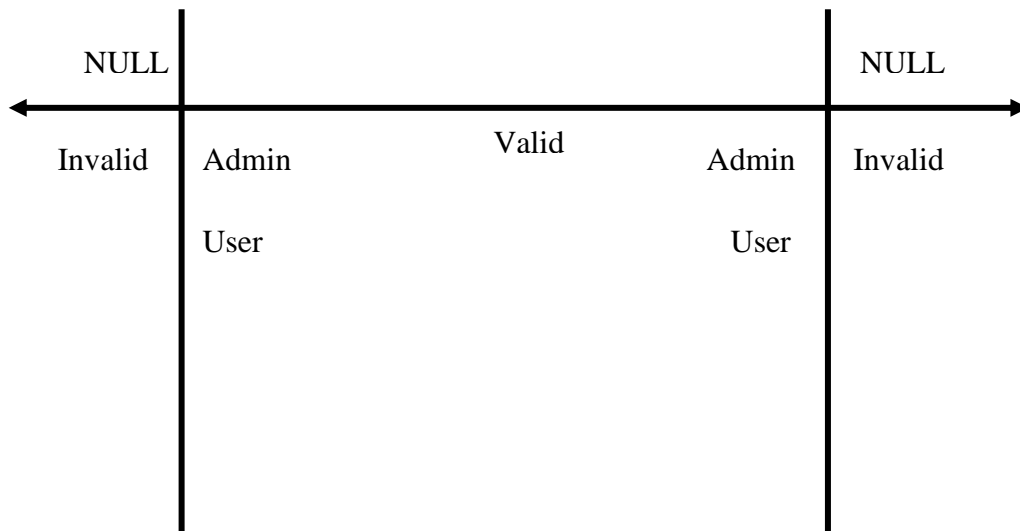 NULL NULL
Valid
Invalid Admin Admin Invalid
User User